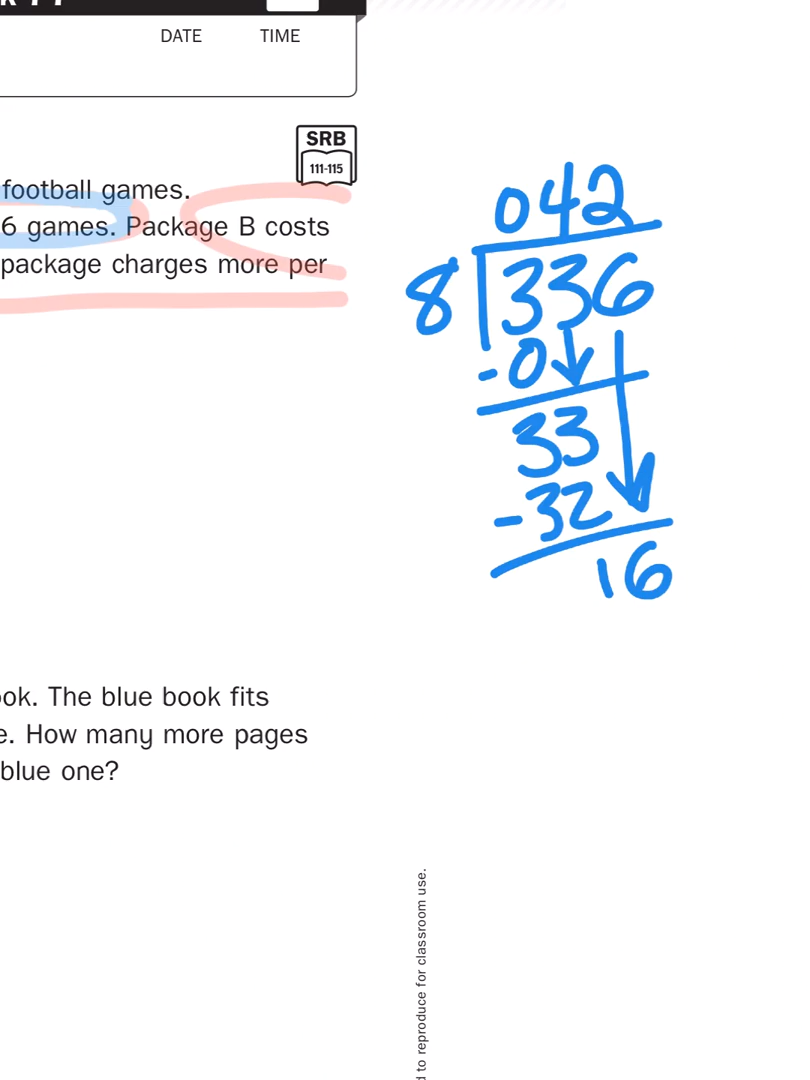 DATE TIME
SRB
111-115
football games.
6 games. Package B costs
package charges more per
042
8 336
-0
33
-32
16
ook. The blue book fits
e. How many more pages
blue one?
d to reproduce for classroom use.